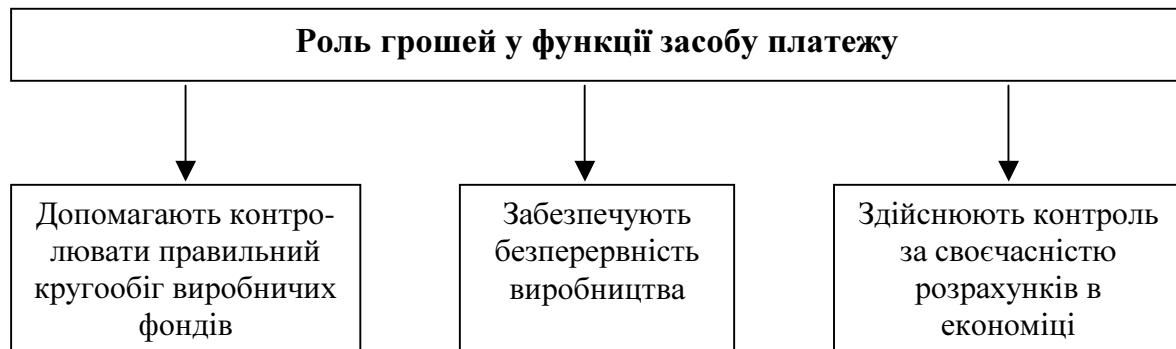 Роль грошей у функції засобу платежу
Допомагають контро-
лювати правильний
кругообіг виробничих
фондів
Забезпечують
безперервність
виробництва
Здійснюють контроль
за своєчасністю
розрахунків в
економіці